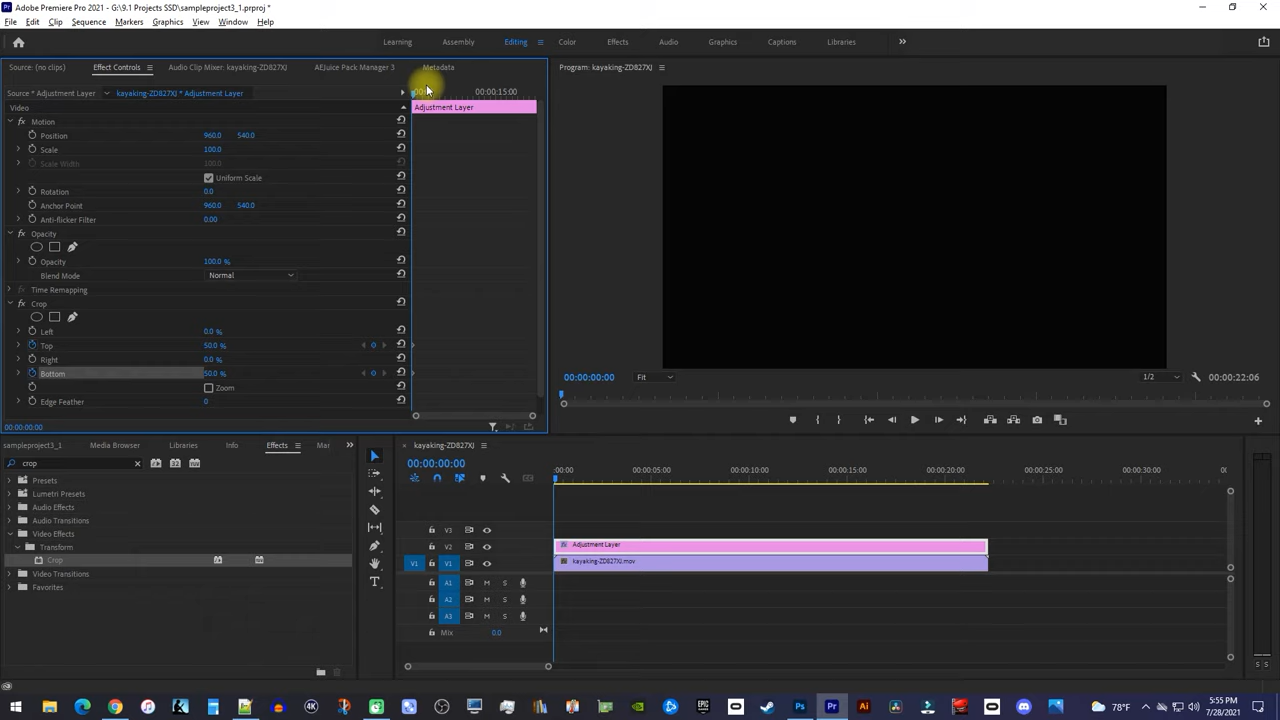 Adobe Premiere Pro 2021 - G:\9.1 Projects SSD\sampleproject3_1.prproj *
File Edit Clip Sequence Markers Graphics View Window Help
Learning Assembly Editing Color Effects Audio Graphics Captions Libraries
Source: (no clips) Effect Controls Audio Clip Mixer: kayaking-ZD827XJ AEJuice Pack Manager 3 Metadata
Program: kayaking-ZD827XJ
Source * Adjustment Layer kayaking-ZD827XJ * Adjustment Layer 00:00:15:00
Video Adjustment Layer
fx Motion
Position 960.0 540.0
Scale 100.0
Scale Width 100.0
Uniform Scale
Rotation 0.0
Anchor Point 960.0 540.0
Anti-flicker Filter 0.00
fx Opacity
Opacity 100.0 %
Blend Mode Normal
fx Time Remapping
fx Crop
Left 0.0 %
Top 50.0 %
Right 0.0 %
Bottom 50.0 %
Zoom
Edge Feather 0
00:00:00:00
00:00:00:00 Fit 1/2 00:00:22:06
sampleproject3_1 Media Browser Libraries Info Effects Mar
crop
Presets
Lumetri Presets
Audio Effects
Audio Transitions
Video Effects
Transform
Crop
Video Transitions
Favorites
kayaking-ZD827XJ
00:00:00:00
:00:00 00:00:05:00 00:00:10:00 00:00:15:00 00:00:20:00 00:00:25:00 00:00:30:00
V3
V2 Adjustment Layer
V1 V1 kayaking-ZD827XJ.mov
A1 M S
A2 M S
A3 M S
Mix 0.0
S S
78°F 5:55 PM
7/28/2021